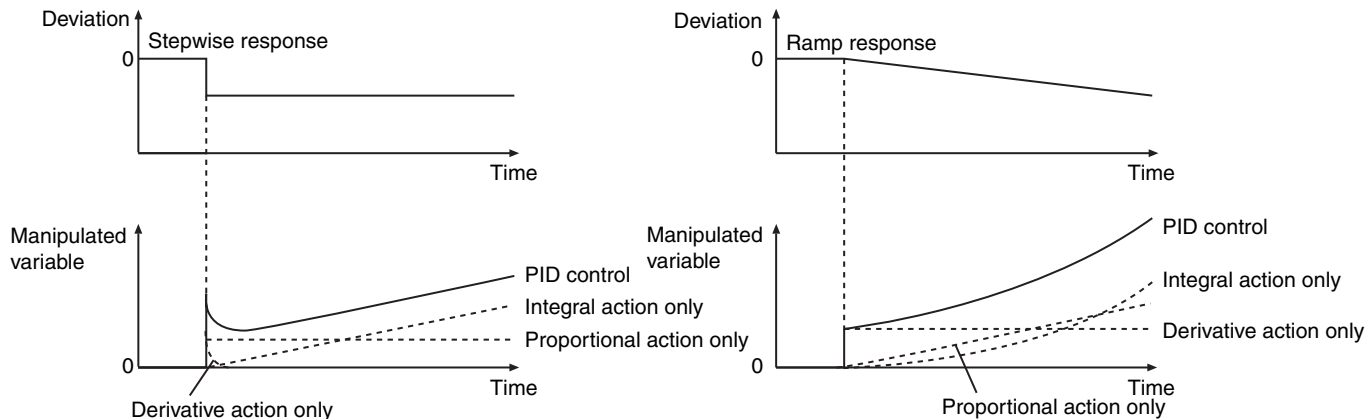 Deviation
Stepwise response
0
Time
Manipulated
variable
PID control
Integral action only
Proportional action only
0
Time
Derivative action only
Deviation
Ramp response
0
Time
Manipulated
variable
PID control
Integral action only
Derivative action only
0
Time
Proportional action only